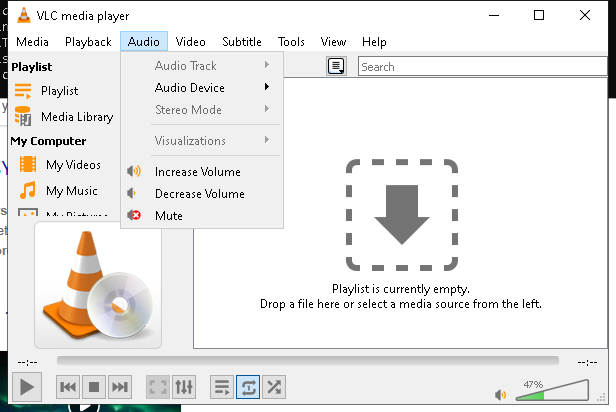 VLC media player
Media Playback Audio Video Subtitle Tools View Help
Playlist
Playlist
Media Library
My Computer
My Videos
My Music
My Pictures
Audio Track
Audio Device
Stereo Mode
Visualizations
Increase Volume
Decrease Volume
Mute
Search
Playlist is currently empty.
Drop a file here or select a media source from the left.
--:-- --:--
47%